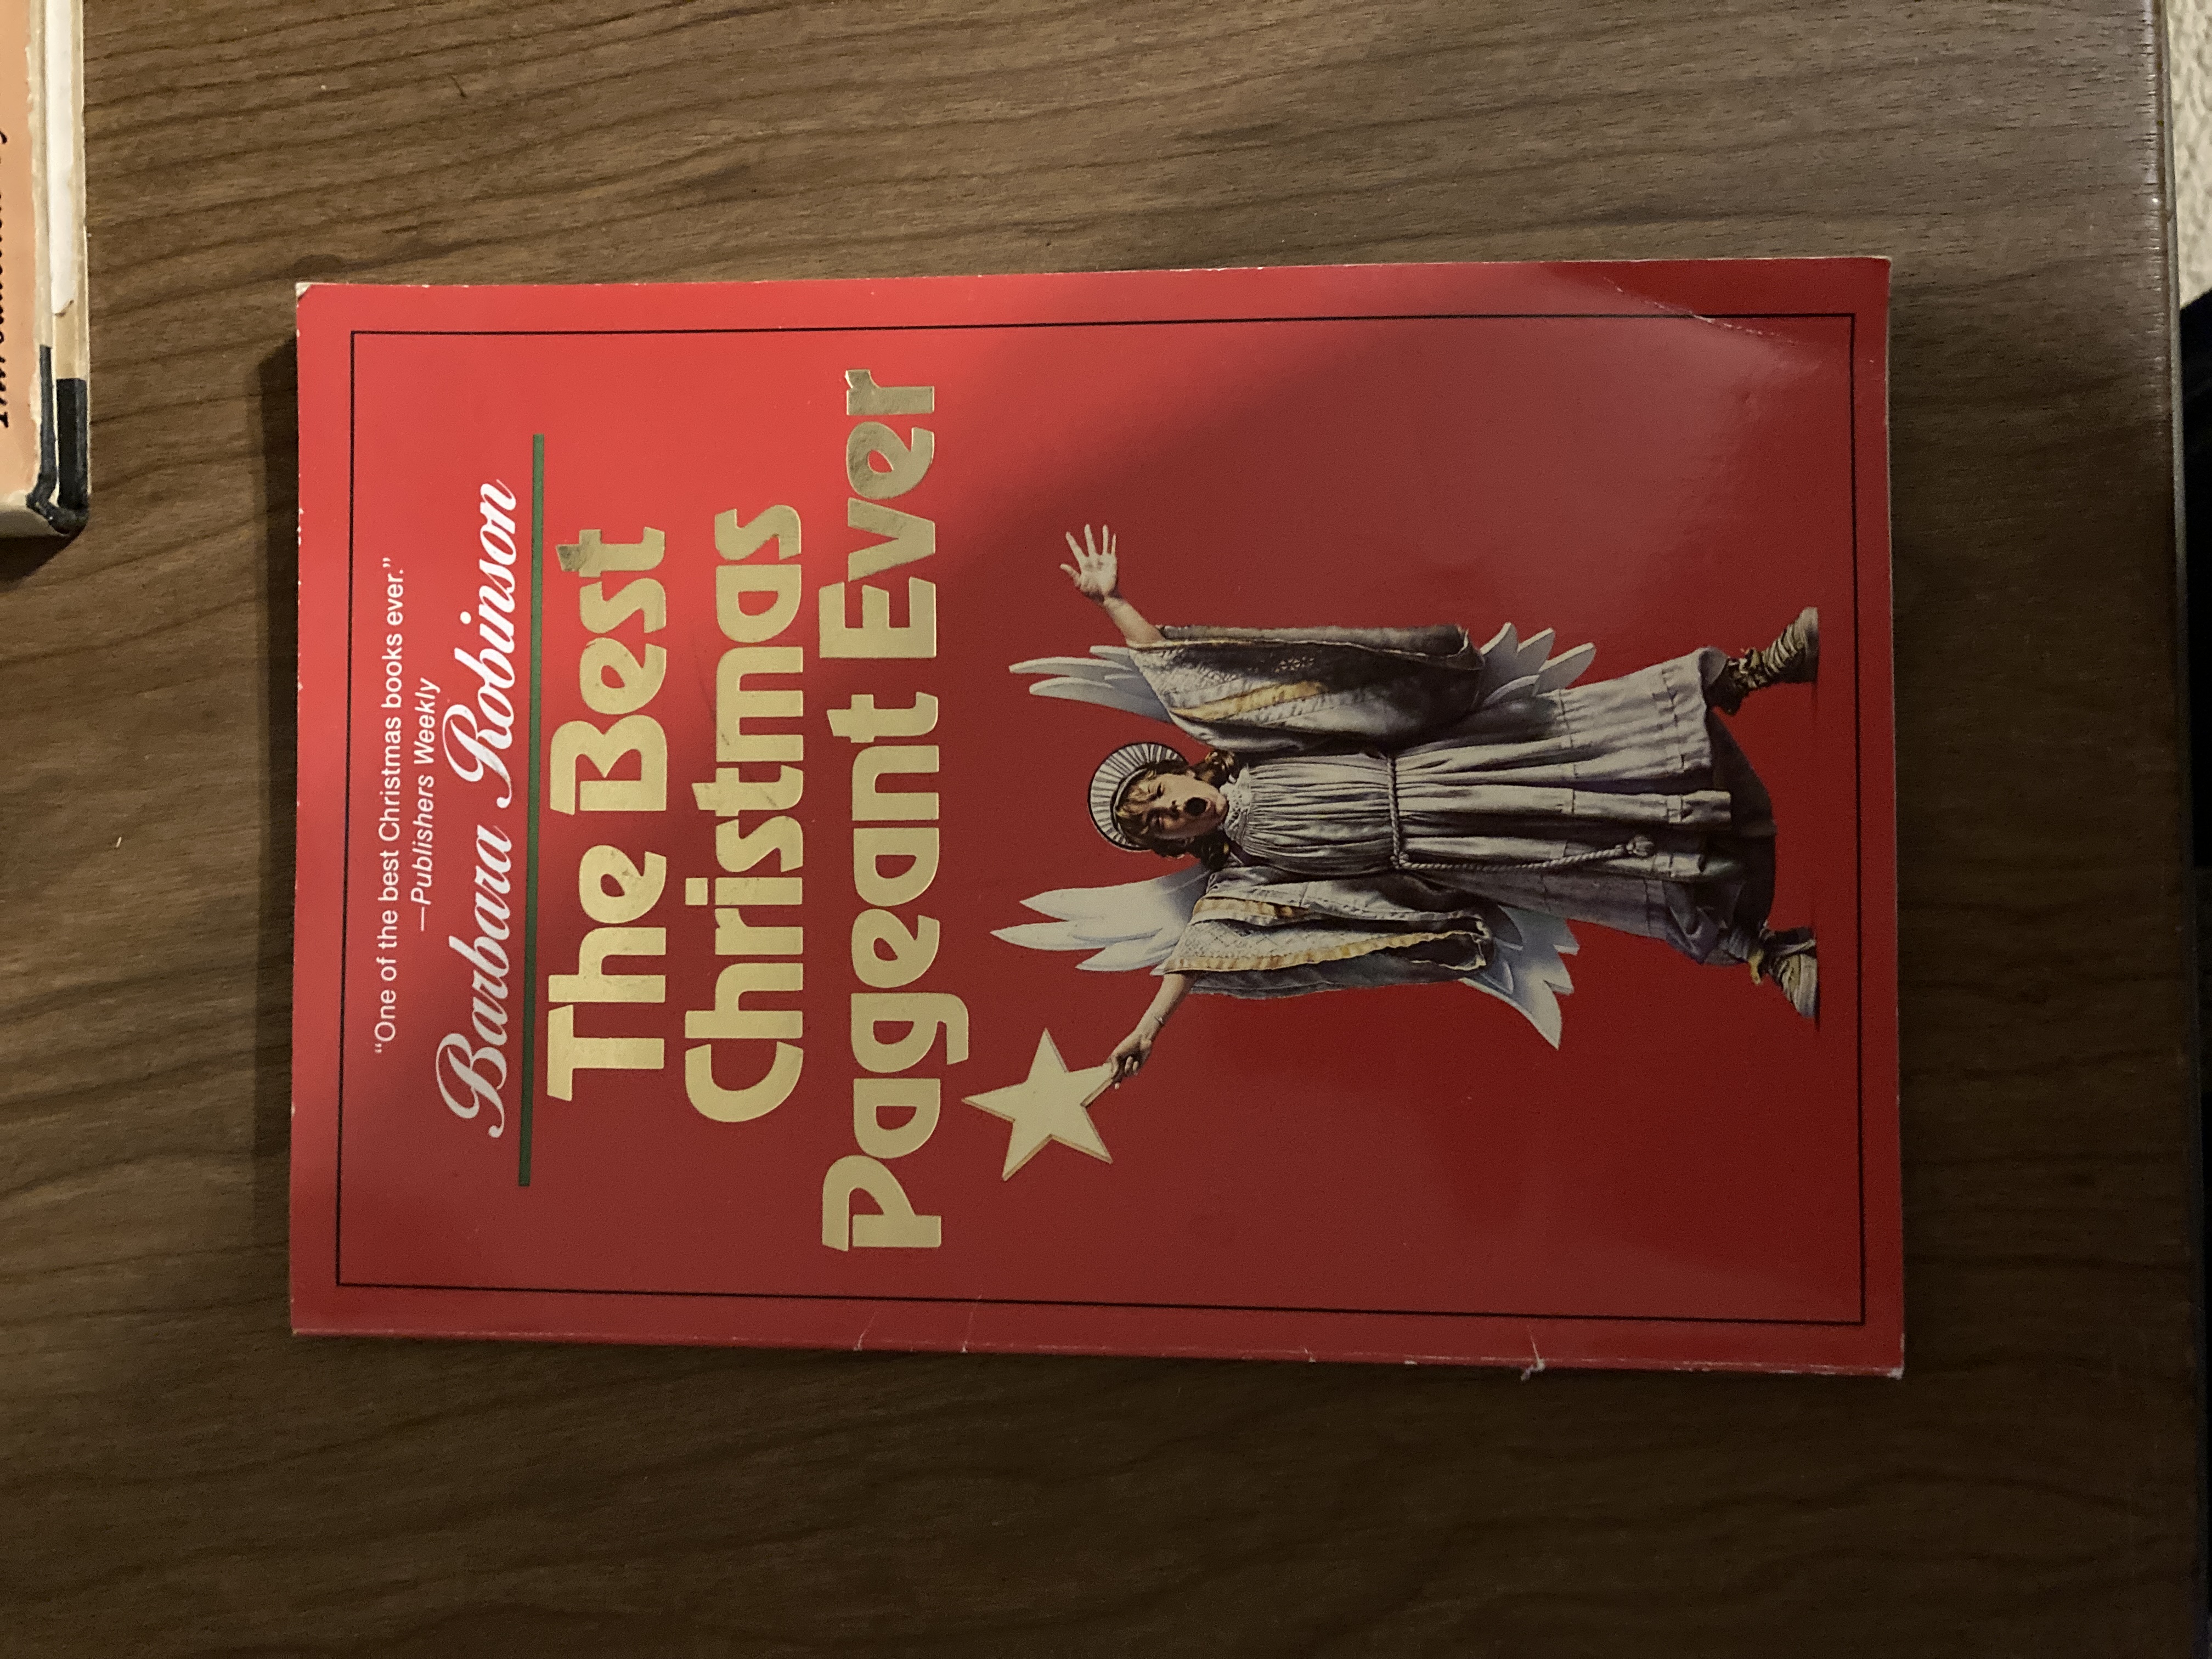 "One of the best Christmas books ever."
—Publishers Weekly
Barbara Robinson
The Best
Christmas
Pageant Ever